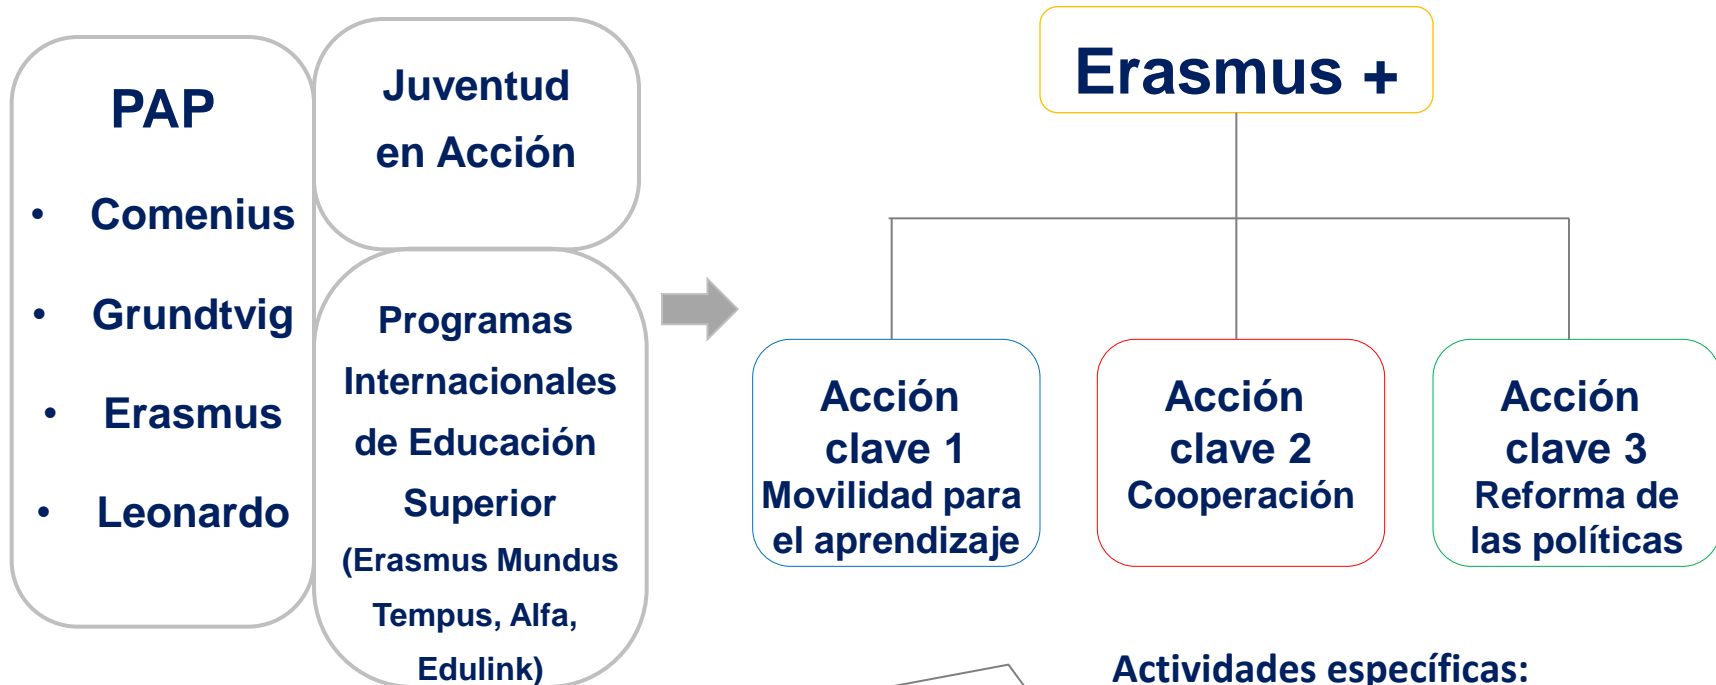 PAP
• Comenius
• Grundtvig
• Erasmus
• Leonardo
Juventud
en Acción
Programas
Internacionales
de Educación
Superior
(Erasmus Mundus
Tempus, Alfa,
Edulink)
Erasmus +
Acción
clave 1
Movilidad para
el aprendizaje
Acción
clave 2
Cooperación
Acción
clave 3
Reforma de
las políticas
Actividades específicas: